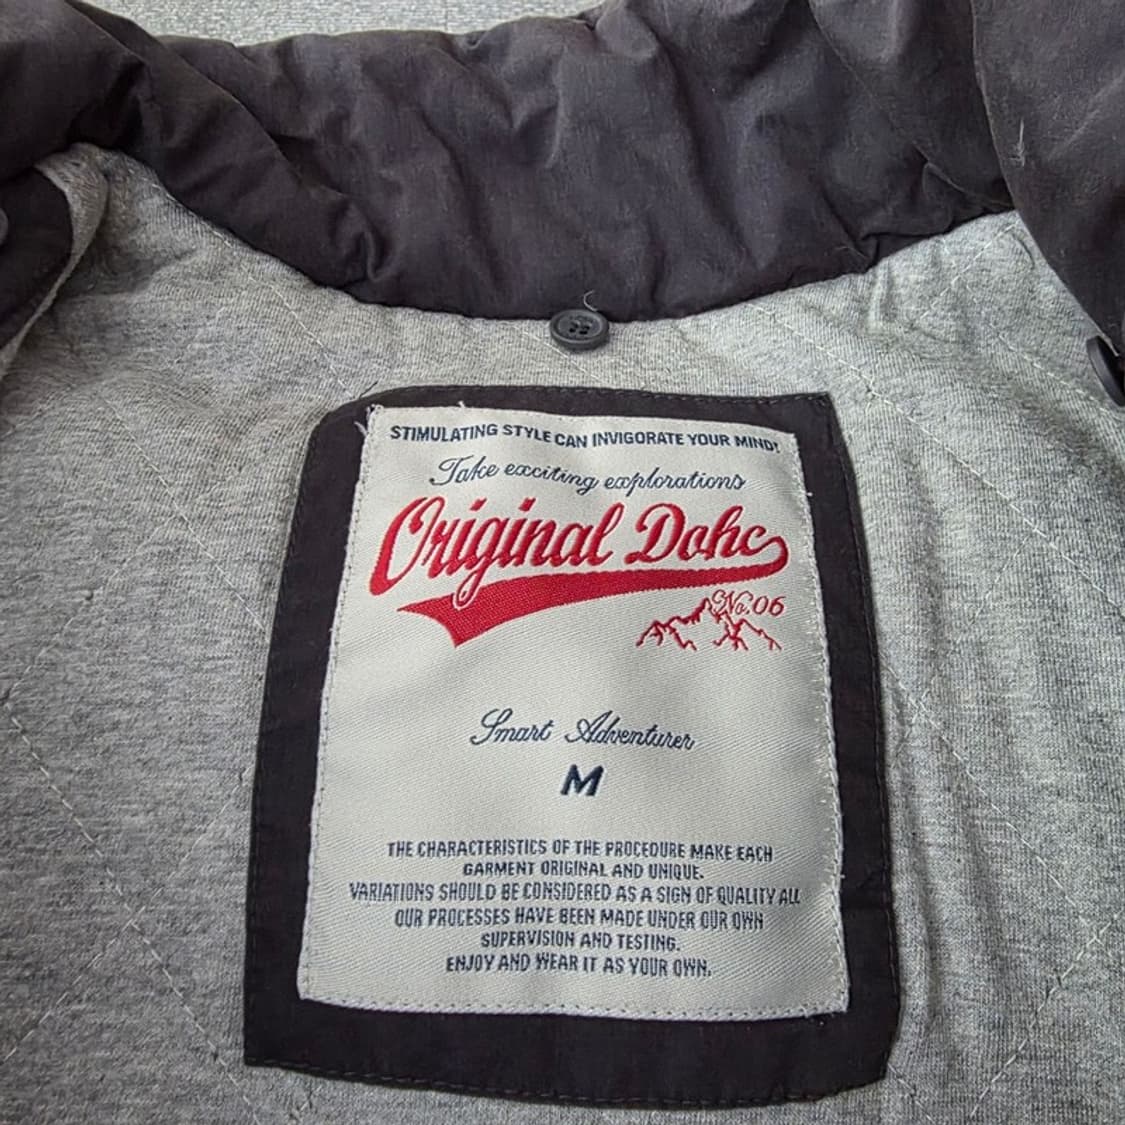 STIMULATING STYLE CAN INVIGORATE YOUR MIND!
Take exciting explorations
Original Dohc
No.06
Smart Adventurer
M
THE CHARACTERISTICS OF THE PROCEDURE MAKE EACH
GARMENT ORIGINAL AND UNIQUE.
VARIATIONS SHOULD BE CONSIDERED AS A SIGN OF QUALITY ALL
OUR PROCESSES HAVE BEEN MADE UNDER OUR OWN
SUPERVISION AND TESTING.
ENJOY AND WEAR IT AS YOUR OWN.